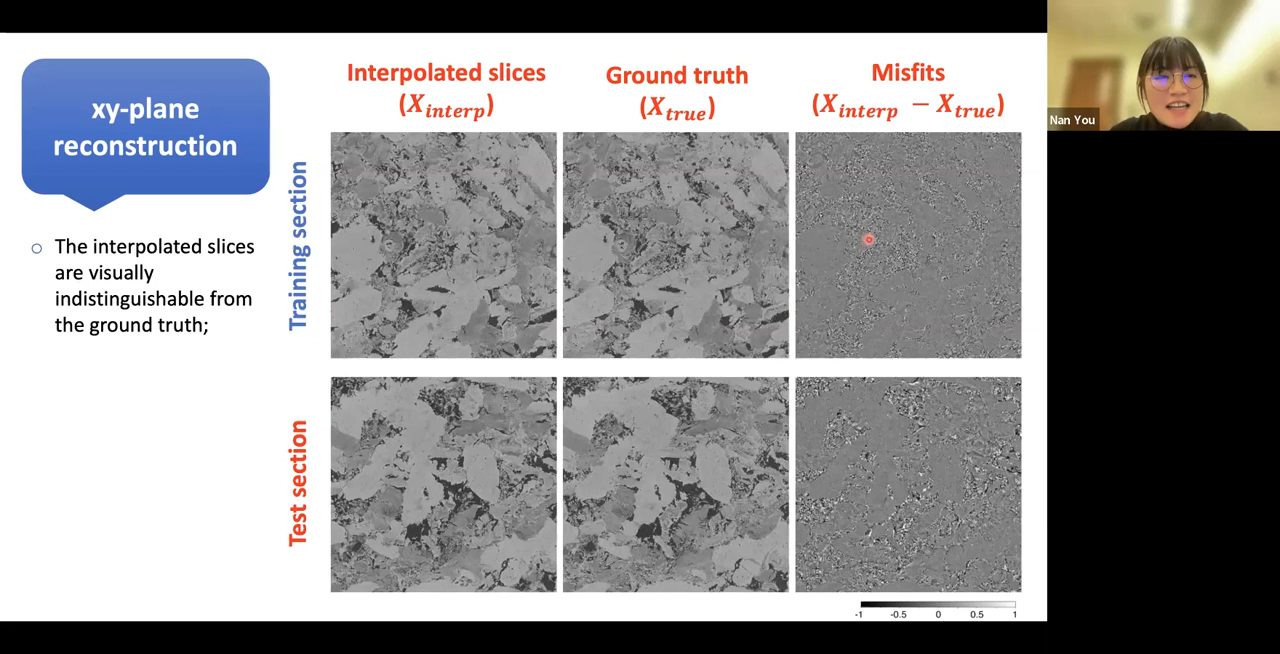 xy-plane
reconstruction
The interpolated slices
are visually
indistinguishable from
the ground truth;
Interpolated slices
(X_interp)
Ground truth
(X_true)
Misfits
(X_interp − X_true)
Training section
Test section
-1 -0.5 0 0.5 1
Nan You